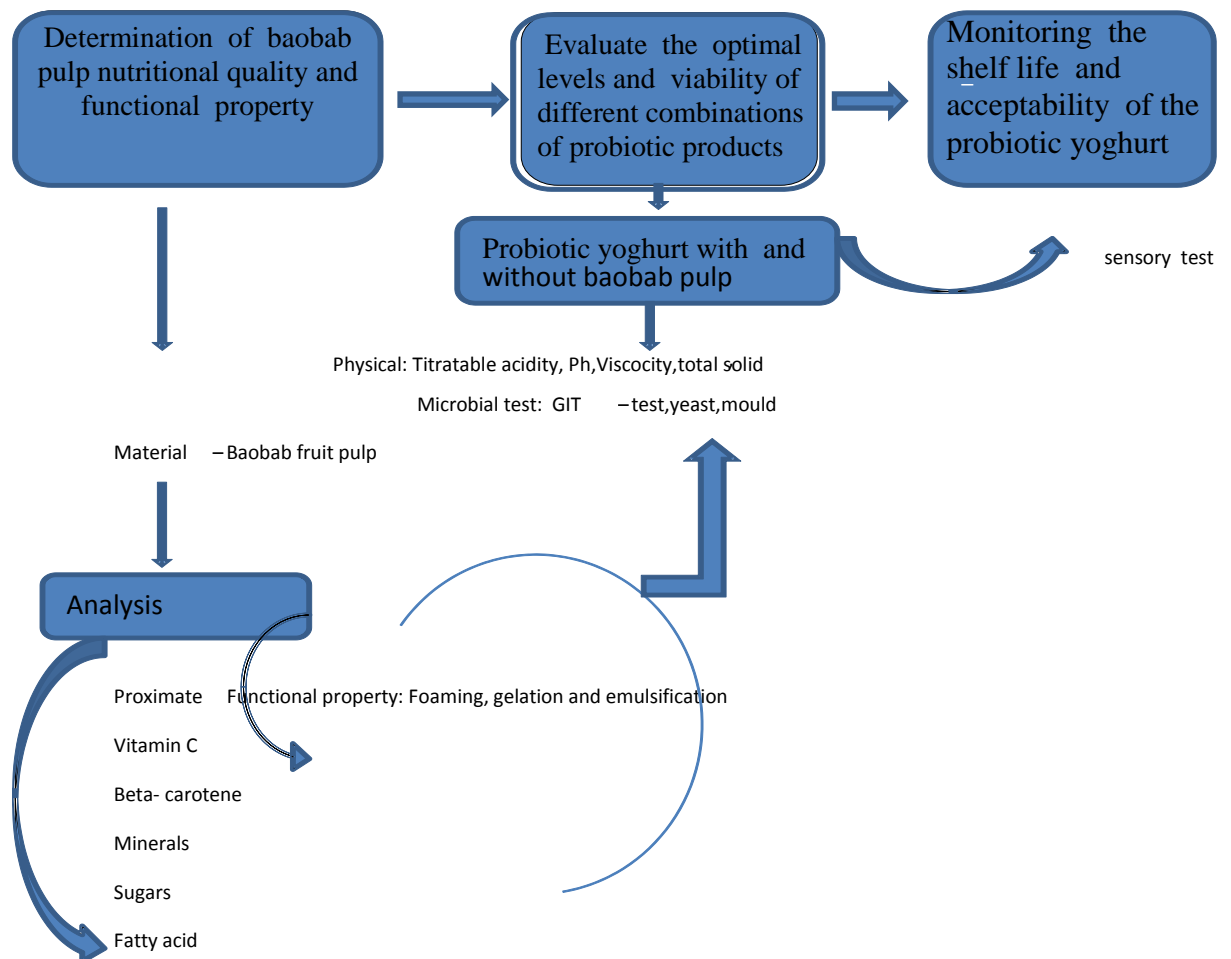 Determination of baobab
pulp nutritional quality and
functional property
Evaluate the optimal
levels and viability of
different combinations
of probiotic products
Monitoring the
shelf life and
acceptability of the
probiotic yoghurt
Probiotic yoghurt with and
without baobab pulp
sensory test
Physical: Titratable acidity, Ph,Viscocity,total solid
Microbial test: GIT –test,yeast,mould
Material –Baobab fruit pulp
Analysis
Proximate Functional property: Foaming, gelation and emulsification
Vitamin C
Beta- carotene
Minerals
Sugars
Fatty acid